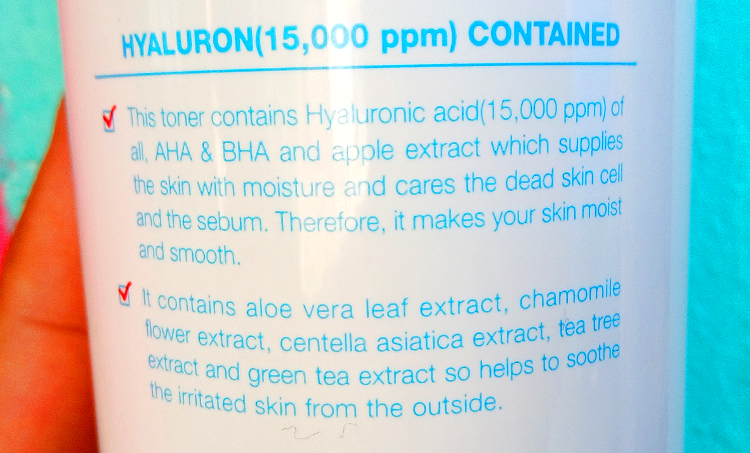 HYALURON(15,000 ppm) CONTAINED
This toner contains Hyaluronic acid(15,000 ppm) of
all, AHA & BHA and apple extract which supplies
the skin with moisture and cares the dead skin cell
and the sebum. Therefore, it makes your skin moist
and smooth.
It contains aloe vera leaf extract, chamomile
flower extract, centella asiatica extract, tea tree
extract and green tea extract so helps to soothe
the irritated skin from the outside.